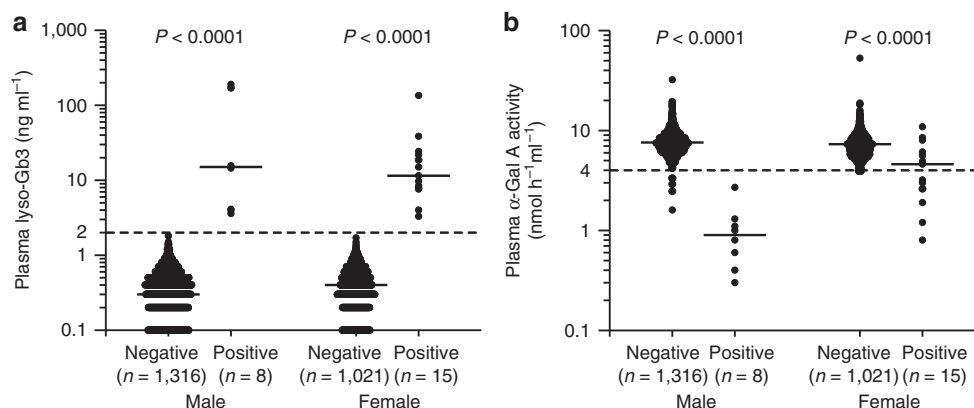 a
P < 0.0001 P < 0.0001
Plasma lyso-Gb3 (ng ml⁻¹)
1,000
100
10
2
1
0.1
Negative Positive Negative Positive
(n = 1,316) (n = 8) (n = 1,021) (n = 15)
Male Female
b
P < 0.0001 P < 0.0001
Plasma α-Gal A activity
(nmol h⁻¹ml⁻¹)
100
10
4
1
0.1
Negative Positive Negative Positive
(n = 1,316) (n = 8) (n = 1,021) (n = 15)
Male Female